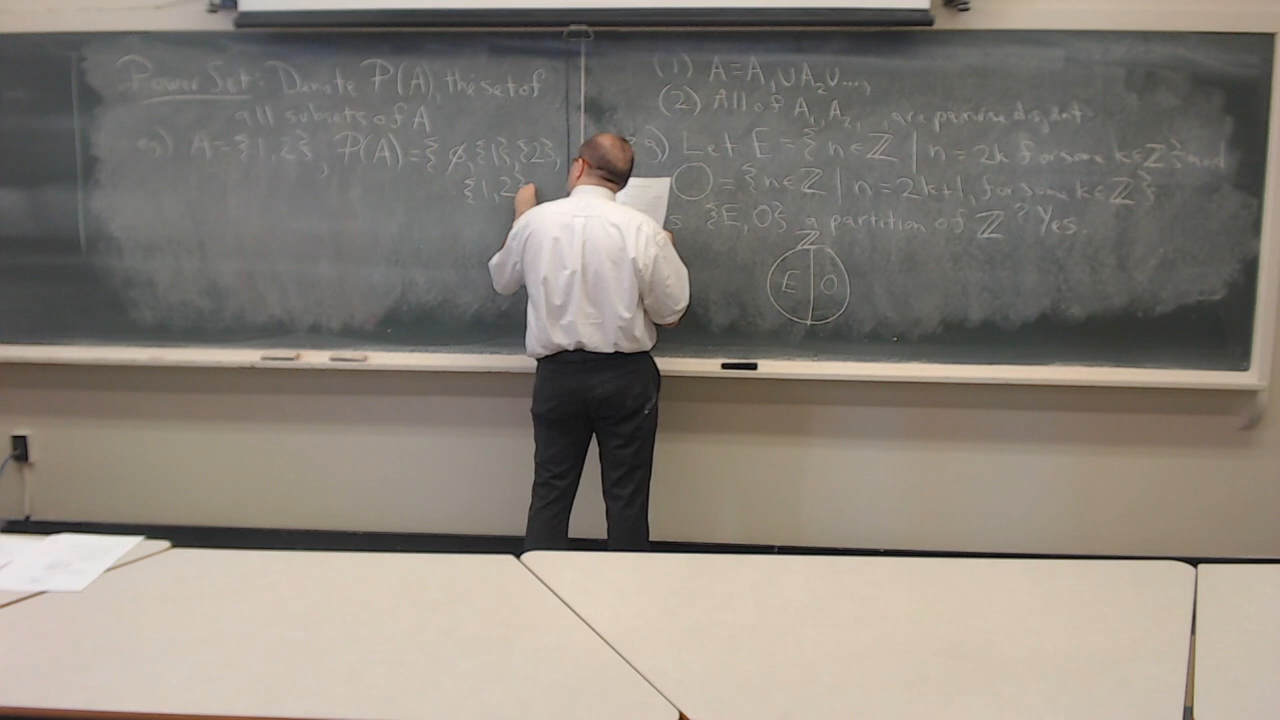 Power Set: Denote P(A), the set of
all subsets of A
eg) A = {1,2}, P(A) = { ∅, {1}, {2},
{1,2}
(1) A = A₁ ∪ A₂ ∪ ...,
(2) All of A₁, A₂, are pairwise disjoint
eg) Let E = { n ∈ ℤ | n = 2k for some k ∈ ℤ } and
O = { n ∈ ℤ | n = 2k+1, for some k ∈ ℤ }
{E, O} a partition of ℤ? Yes.
ℤ
E O